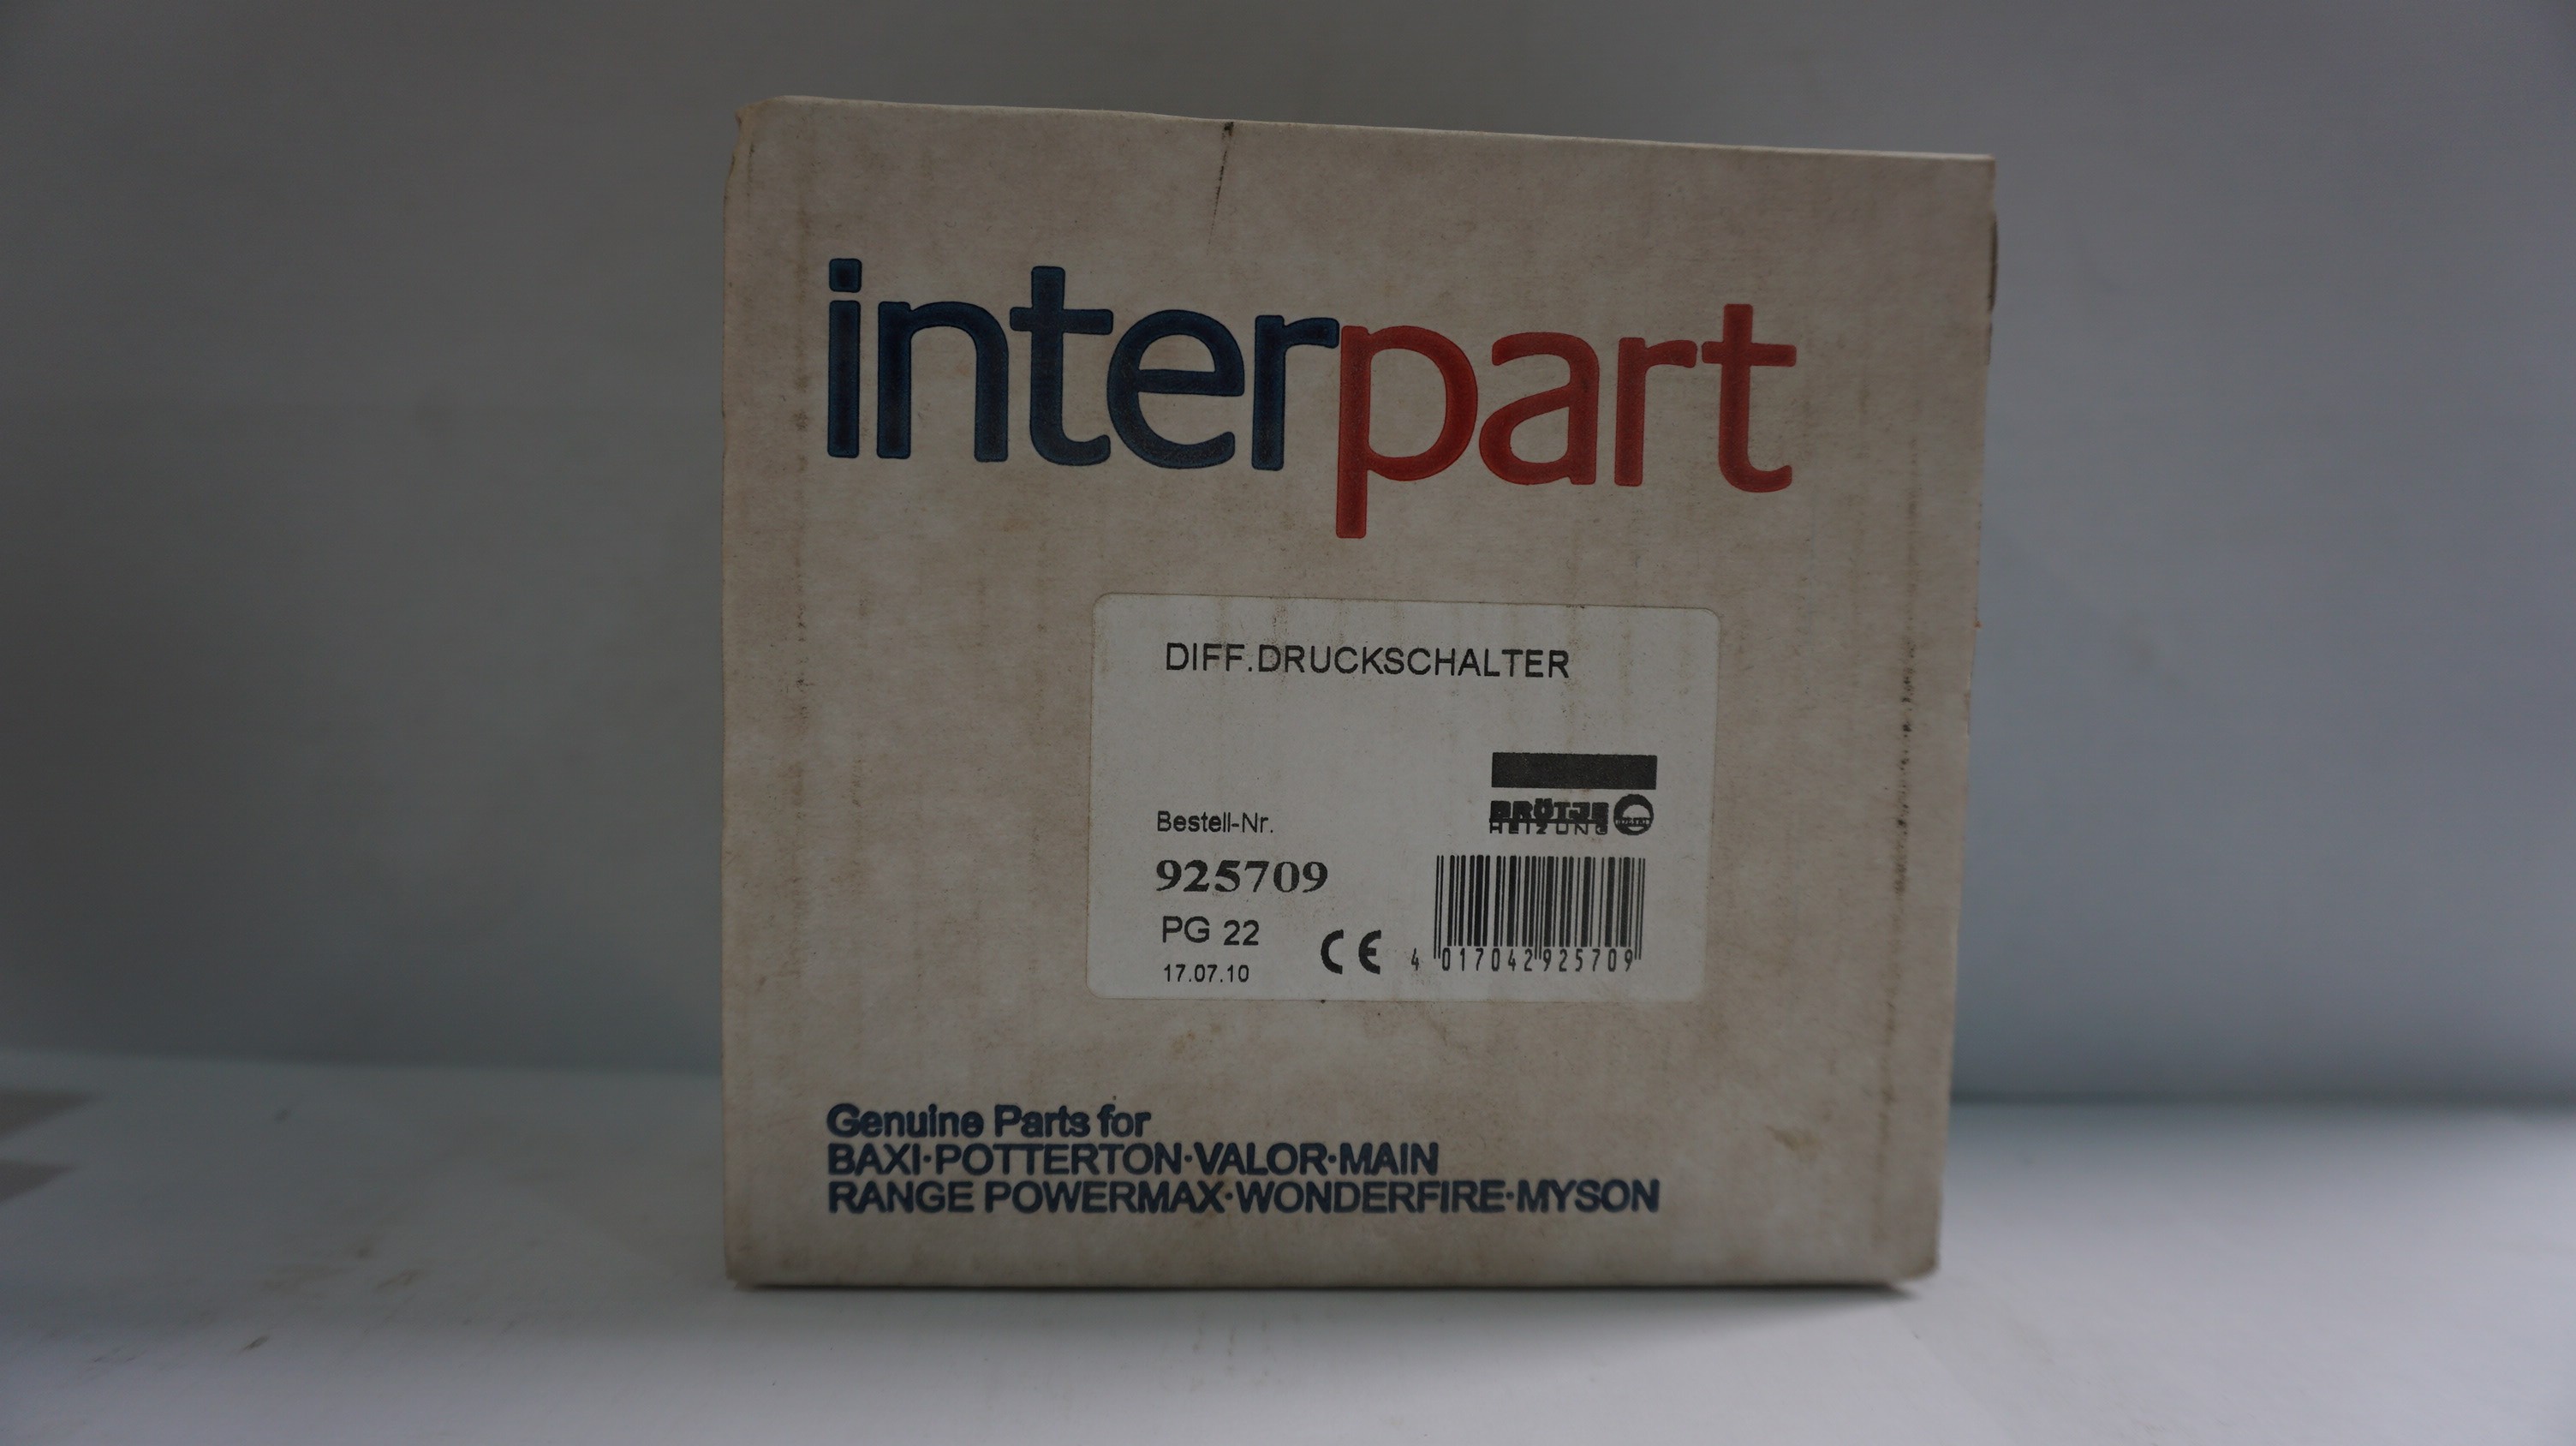 interpart
DIFF.DRUCKSCHALTER
BRÖTJE
HEIZUNG
Bestell-Nr.
925709
PG 22
17.07.10
CE
4 017042 925709
Genuine Parts for
BAXI·POTTERTON·VALOR·MAIN
RANGE POWERMAX·WONDERFIRE·MYSON